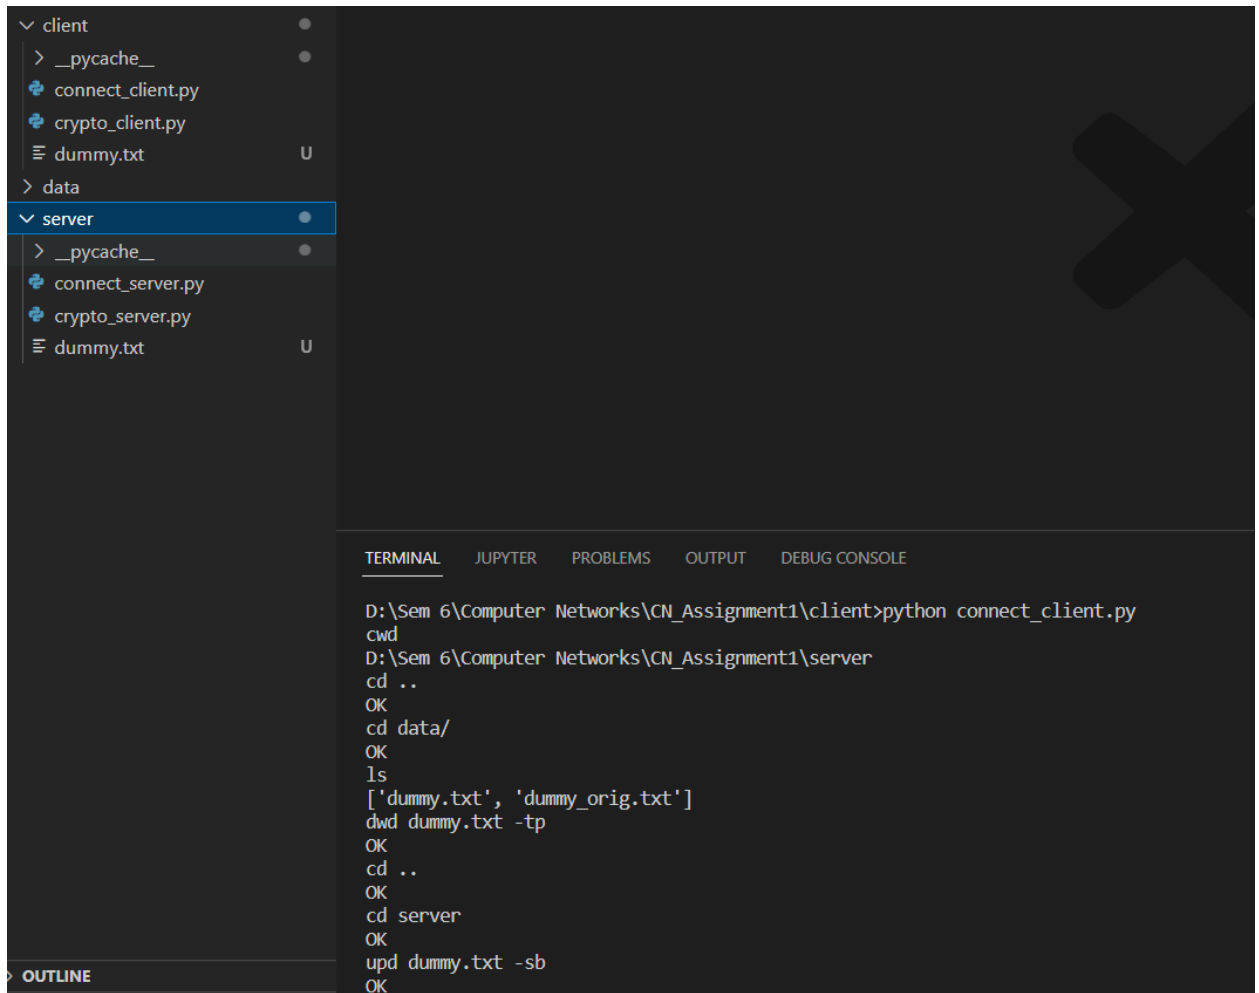 client
__pycache__
connect_client.py
crypto_client.py
dummy.txt U
data
server
__pycache__
connect_server.py
crypto_server.py
dummy.txt U
OUTLINE
TERMINAL JUPYTER PROBLEMS OUTPUT DEBUG CONSOLE
D:\Sem 6\Computer Networks\CN_Assignment1\client>python connect_client.py
cwd
D:\Sem 6\Computer Networks\CN_Assignment1\server
cd ..
OK
cd data/
OK
ls
['dummy.txt', 'dummy_orig.txt']
dwd dummy.txt -tp
OK
cd ..
OK
cd server
OK
upd dummy.txt -sb
OK